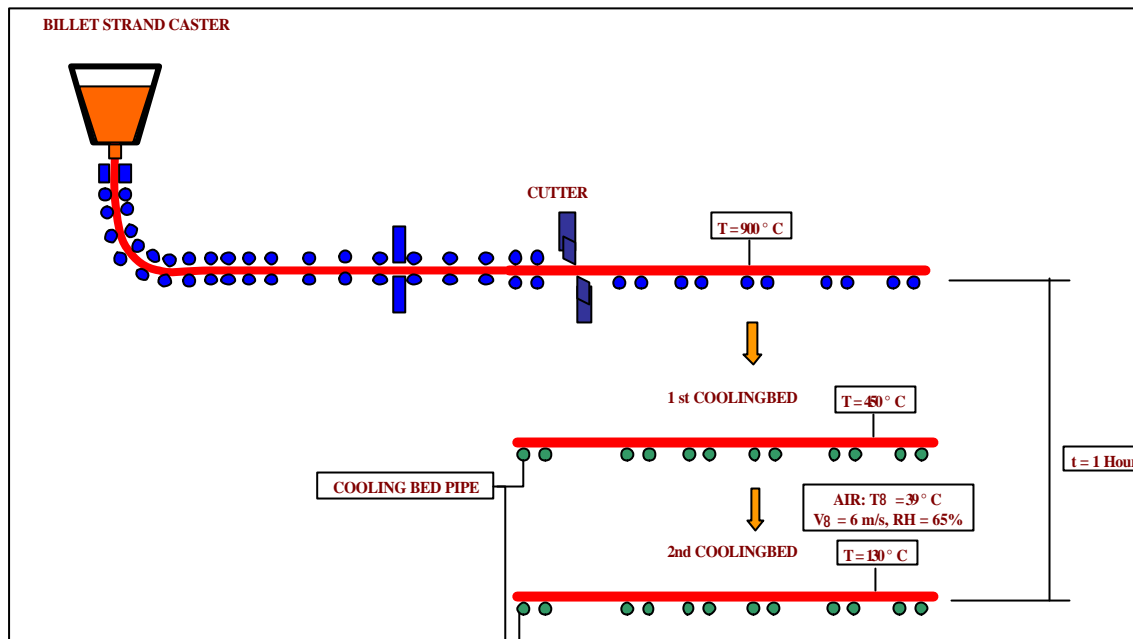 BILLET STRAND CASTER
CUTTER
T = 900 ° C
1 st COOLINGBED
T = 450 ° C
COOLING BED PIPE
t = 1 Hour
AIR: T8 = 39° C
V8 = 6 m/s, RH = 65%
2nd COOLINGBED
T = 130 ° C